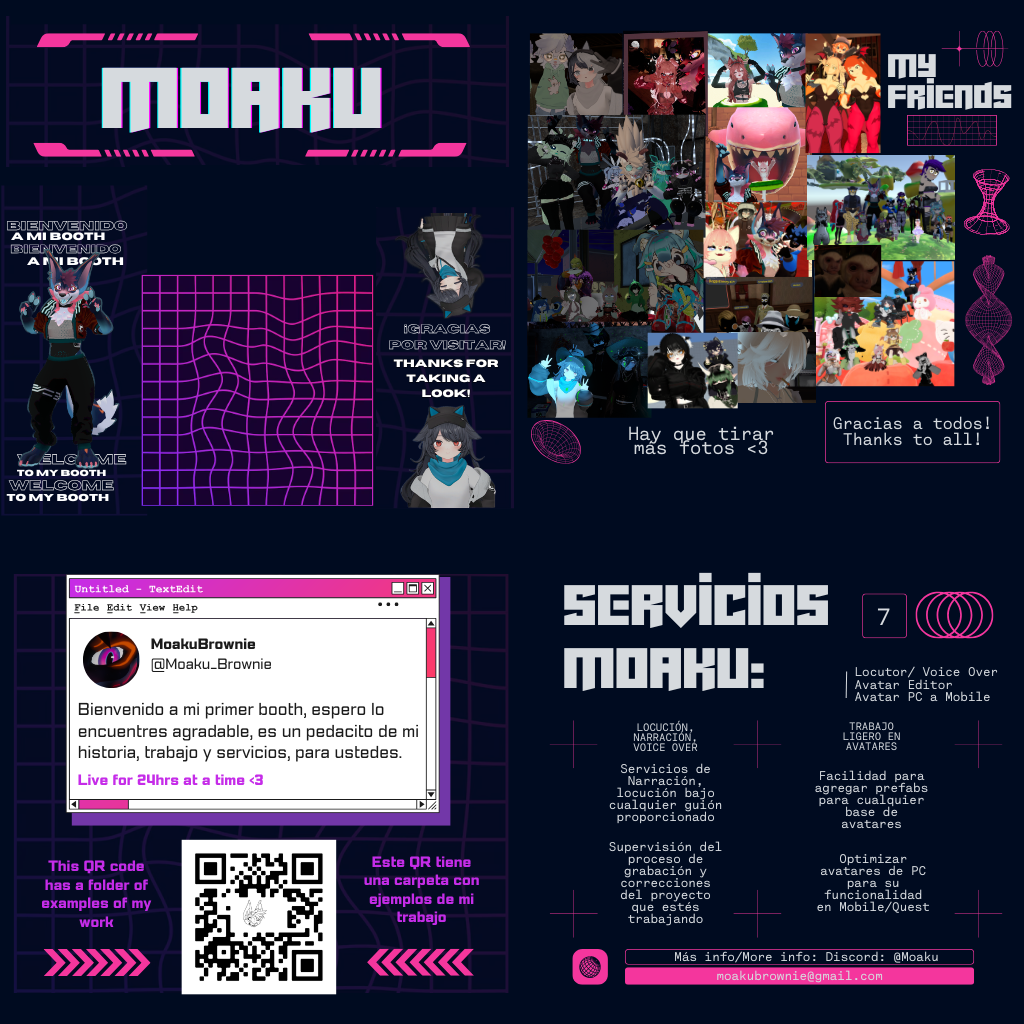 MOAKU
BIENVENIDO
A MI BOOTH
BIENVENIDO
A MI BOOTH
WELCOME
TO MY BOOTH
WELCOME
TO MY BOOTH
¡GRACIAS
POR VISITAR!
THANKS FOR
TAKING A
LOOK!
MY
FRIENDS
Hay que tirar
más fotos <3
Gracias a todos!
Thanks to all!
Untitled - TextEdit
File Edit View Help
MoakuBrownie
@Moaku_Brownie
Bienvenido a mi primer booth, espero lo
encuentres agradable, es un pedacito de mi
historia, trabajo y servicios, para ustedes.
Live for 24hrs at a time <3
This QR code
has a folder of
examples of my
work
Este QR tiene
una carpeta con
ejemplos de mi
trabajo
SERVICIOS
MOAKU:
7
Locutor/ Voice Over
Avatar Editor
Avatar PC a Mobile
LOCUCIÓN,
NARRACIÓN,
VOICE OVER
Servicios de
Narración,
locución bajo
cualquier guión
proporcionado
Supervisión del
proceso de
grabación y
correcciones
del proyecto
que estés
trabajando
TRABAJO
LIGERO EN
AVATARES
Facilidad para
agregar prefabs
para cualquier
base de
avatares
Optimizar
avatares de PC
para su
funcionalidad
en Mobile/Quest
Más info/More info: Discord: @Moaku
moakubrownie@gmail.com